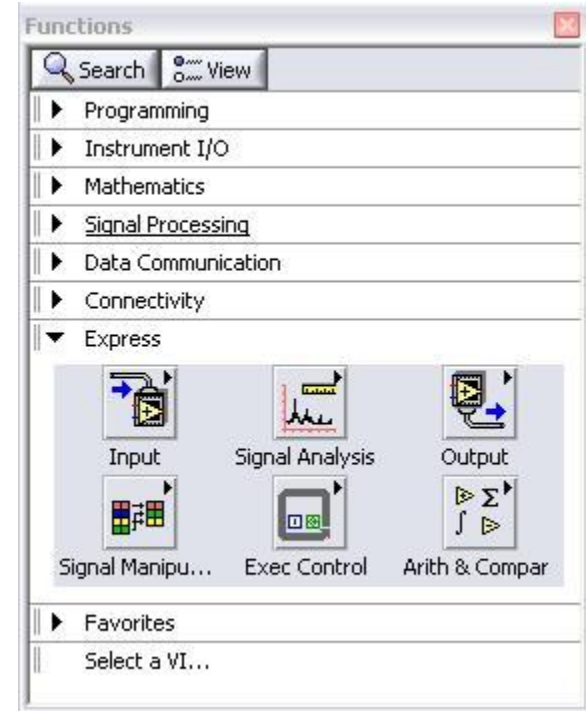 Functions
Search View
Programming
Instrument I/O
Mathematics
Signal Processing
Data Communication
Connectivity
Express
Input Signal Analysis Output
Signal Manipu... Exec Control Arith & Compar
Favorites
Select a VI...